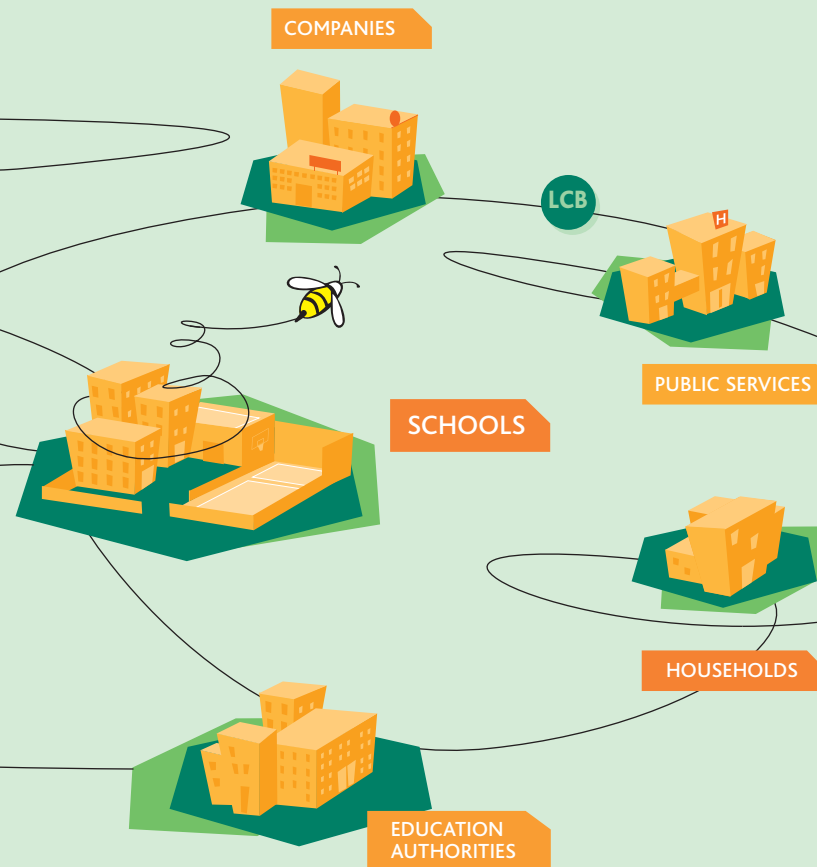 COMPANIES
LCB
H
PUBLIC SERVICES
SCHOOLS
HOUSEHOLDS
EDUCATION
AUTHORITIES